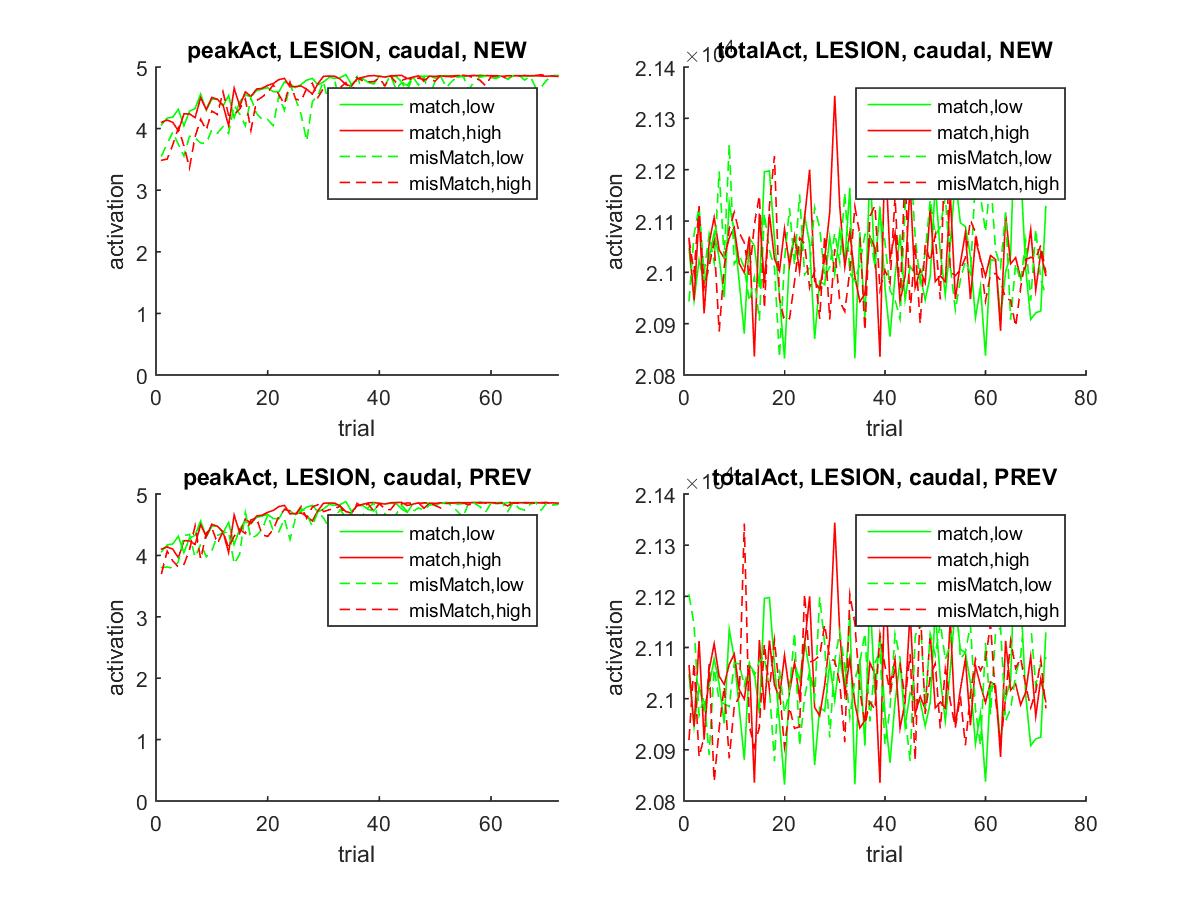 peakAct, LESION, caudal, NEW
5
4
3
2
1
0
activation
0 20 40 60
trial
match,low
match,high
misMatch,low
misMatch,high
totalAct, LESION, caudal, NEW
×10^4
2.14
2.13
2.12
2.11
2.1
2.09
2.08
activation
0 20 40 60 80
trial
match,low
match,high
misMatch,low
misMatch,high
peakAct, LESION, caudal, PREV
5
4
3
2
1
0
activation
0 20 40 60
trial
match,low
match,high
misMatch,low
misMatch,high
totalAct, LESION, caudal, PREV
×10^4
2.14
2.13
2.12
2.11
2.1
2.09
2.08
activation
0 20 40 60 80
trial
match,low
match,high
misMatch,low
misMatch,high